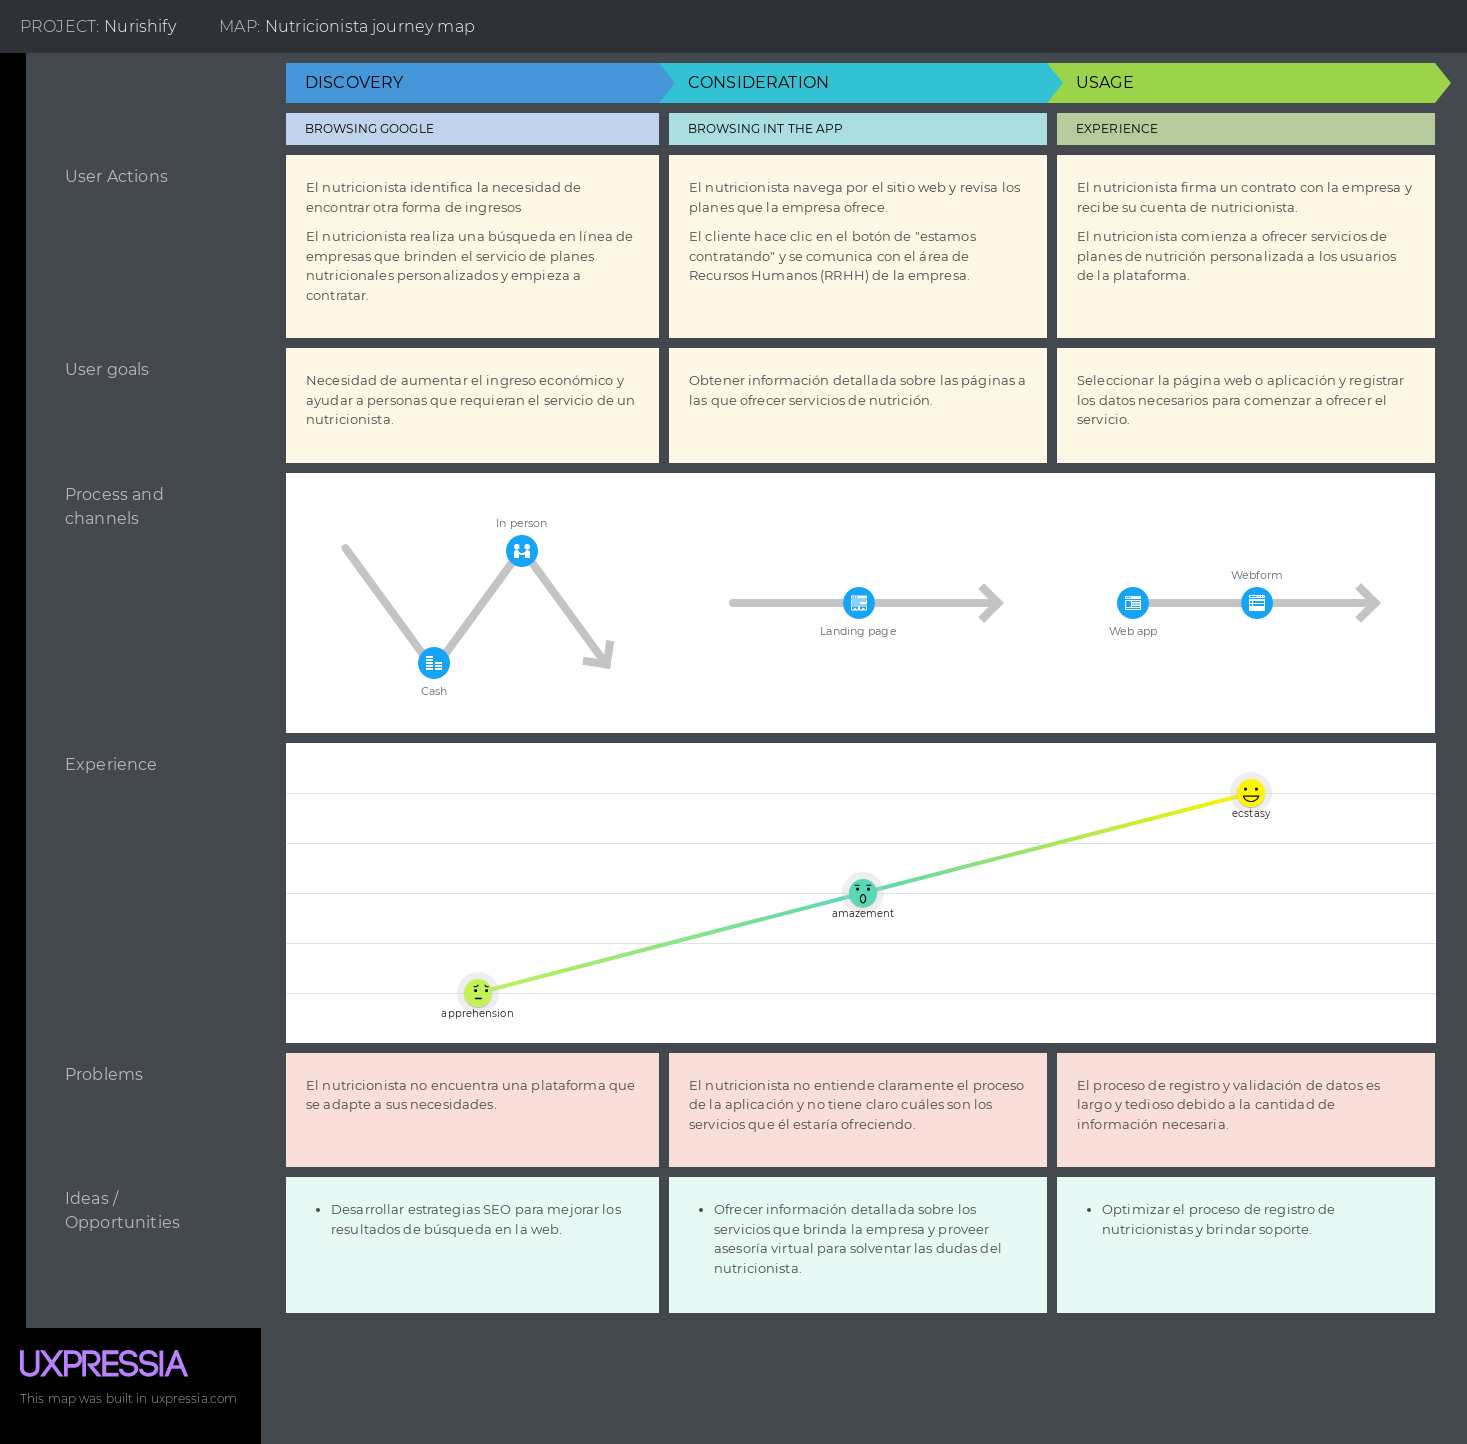 PROJECT: Nurishify MAP: Nutricionista journey map
DISCOVERY
CONSIDERATION
USAGE
BROWSING GOOGLE
BROWSING INT THE APP
EXPERIENCE
User Actions
El nutricionista identifica la necesidad de
encontrar otra forma de ingresos
El nutricionista realiza una búsqueda en línea de
empresas que brinden el servicio de planes
nutricionales personalizados y empieza a
contratar.
El nutricionista navega por el sitio web y revisa los
planes que la empresa ofrece.
El cliente hace clic en el botón de "estamos
contratando" y se comunica con el área de
Recursos Humanos (RRHH) de la empresa.
El nutricionista firma un contrato con la empresa y
recibe su cuenta de nutricionista.
El nutricionista comienza a ofrecer servicios de
planes de nutrición personalizada a los usuarios
de la plataforma.
User goals
Necesidad de aumentar el ingreso económico y
ayudar a personas que requieran el servicio de un
nutricionista.
Obtener información detallada sobre las páginas a
las que ofrecer servicios de nutrición.
Seleccionar la página web o aplicación y registrar
los datos necesarios para comenzar a ofrecer el
servicio.
Process and
channels
In person
Cash
Landing page
Webform
Web app
Experience
ecstasy
amazement
apprehension
Problems
El nutricionista no encuentra una plataforma que
se adapte a sus necesidades.
El nutricionista no entiende claramente el proceso
de la aplicación y no tiene claro cuáles son los
servicios que él estaría ofreciendo.
El proceso de registro y validación de datos es
largo y tedioso debido a la cantidad de
información necesaria.
Ideas /
Opportunities
• Desarrollar estrategias SEO para mejorar los
resultados de búsqueda en la web.
• Ofrecer información detallada sobre los
servicios que brinda la empresa y proveer
asesoría virtual para solventar las dudas del
nutricionista.
• Optimizar el proceso de registro de
nutricionistas y brindar soporte.
UXPRESSIA
This map was built in uxpressia.com